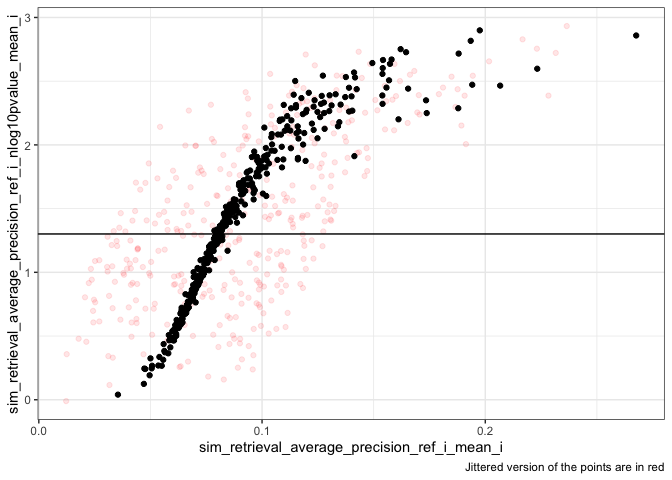 sim_retrieval_average_precision_ref_i_nlog10pvalue_mean_i
3
2
1
0
0.0
0.1
0.2
sim_retrieval_average_precision_ref_i_mean_i
Jittered version of the points are in red